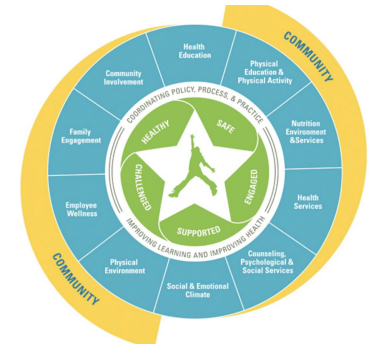 COMMUNITY
Health
Education
Physical
Education &
Physical Activity
Nutrition
Environment
&Services
Health
Services
Counseling,
Psychological &
Social Services
Social & Emotional
Climate
Physical
Environment
Employee
Wellness
Family
Engagement
Community
Involvement
COORDINATING POLICY, PROCESS, & PRACTICE
IMPROVING LEARNING AND IMPROVING HEALTH
HEALTHY
SAFE
ENGAGED
SUPPORTED
CHALLENGED
COMMUNITY